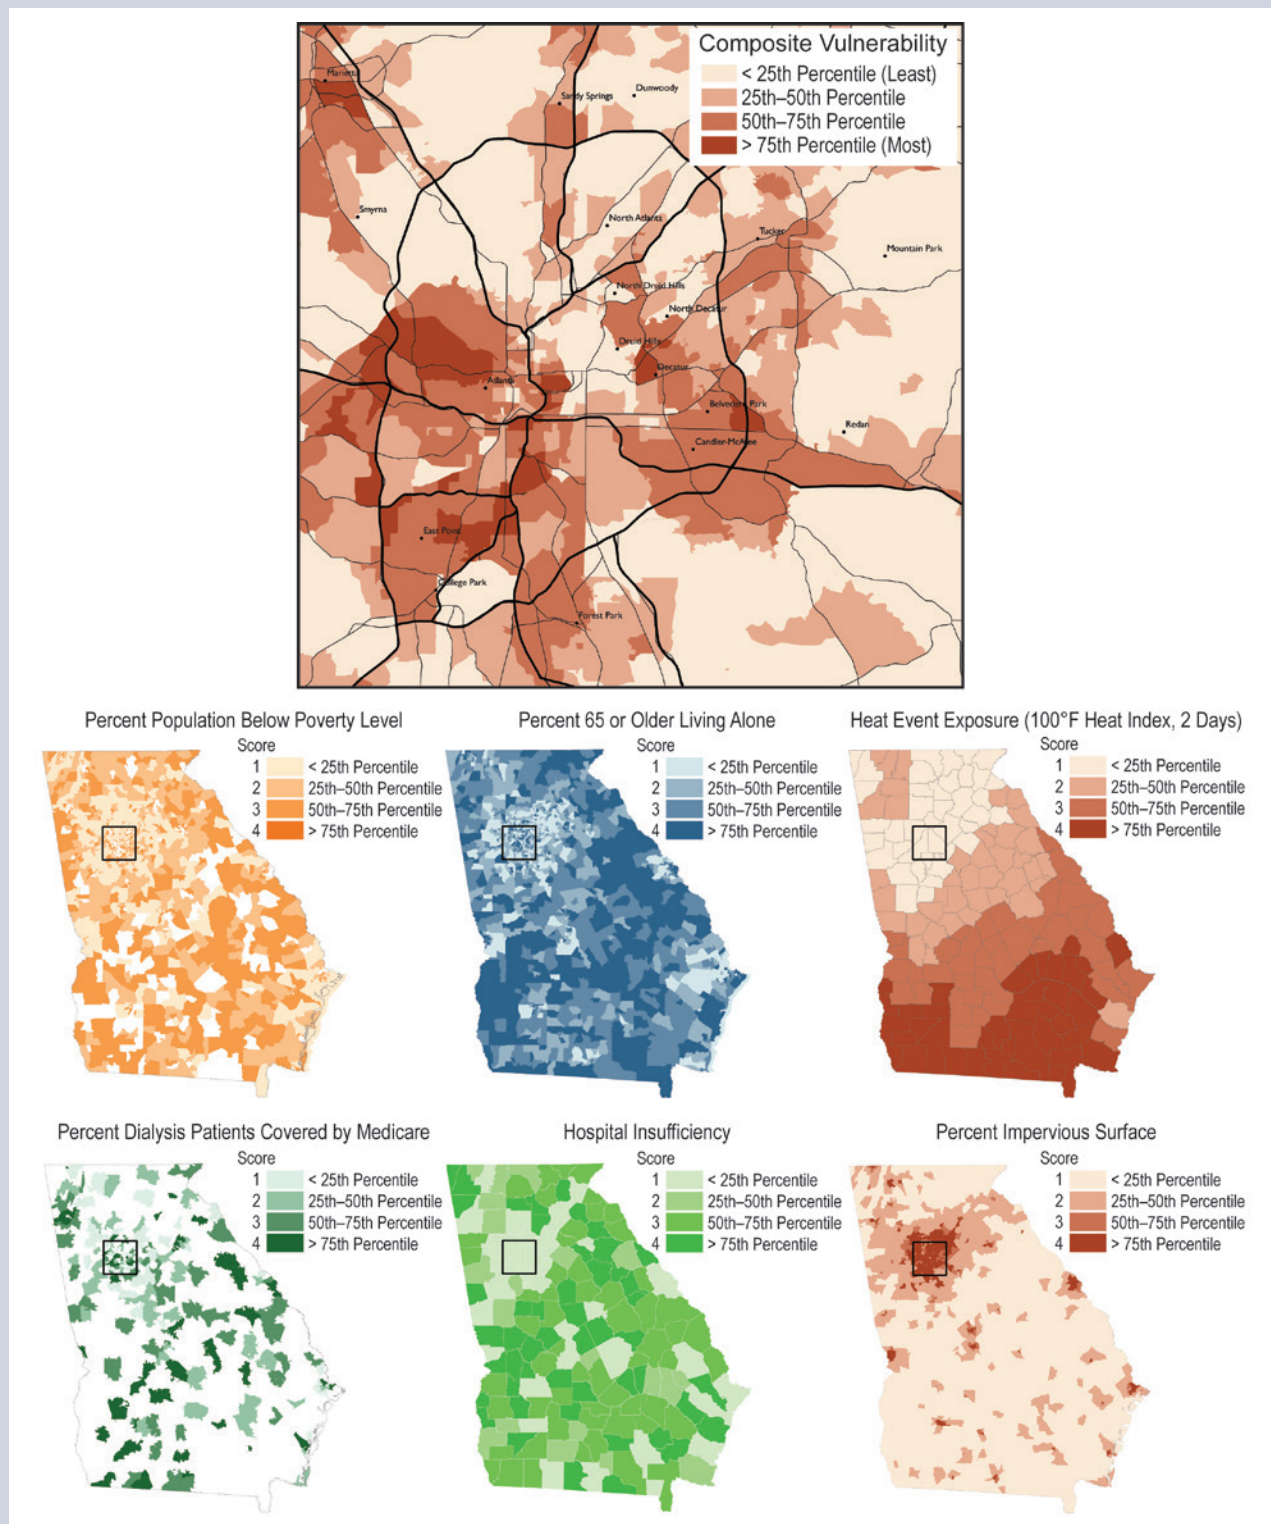 Composite Vulnerability
< 25th Percentile (Least)
25th–50th Percentile
50th–75th Percentile
> 75th Percentile (Most)
Marietta
Sandy Springs
Dunwoody
Smyrna
North Atlanta
Tucker
Mountain Park
North Druid Hills
North Decatur
Druid Hills
Decatur
Atlanta
Belvedere Park
Redan
Candler-McAfee
East Point
College Park
Forest Park
Percent Population Below Poverty Level
Score
1 < 25th Percentile
2 25th–50th Percentile
3 50th–75th Percentile
4 > 75th Percentile
Percent 65 or Older Living Alone
Score
1 < 25th Percentile
2 25th–50th Percentile
3 50th–75th Percentile
4 > 75th Percentile
Heat Event Exposure (100°F Heat Index, 2 Days)
Score
1 < 25th Percentile
2 25th–50th Percentile
3 50th–75th Percentile
4 > 75th Percentile
Percent Dialysis Patients Covered by Medicare
Score
1 < 25th Percentile
2 25th–50th Percentile
3 50th–75th Percentile
4 > 75th Percentile
Hospital Insufficiency
Score
1 < 25th Percentile
2 25th–50th Percentile
3 50th–75th Percentile
4 > 75th Percentile
Percent Impervious Surface
Score
1 < 25th Percentile
2 25th–50th Percentile
3 50th–75th Percentile
4 > 75th Percentile